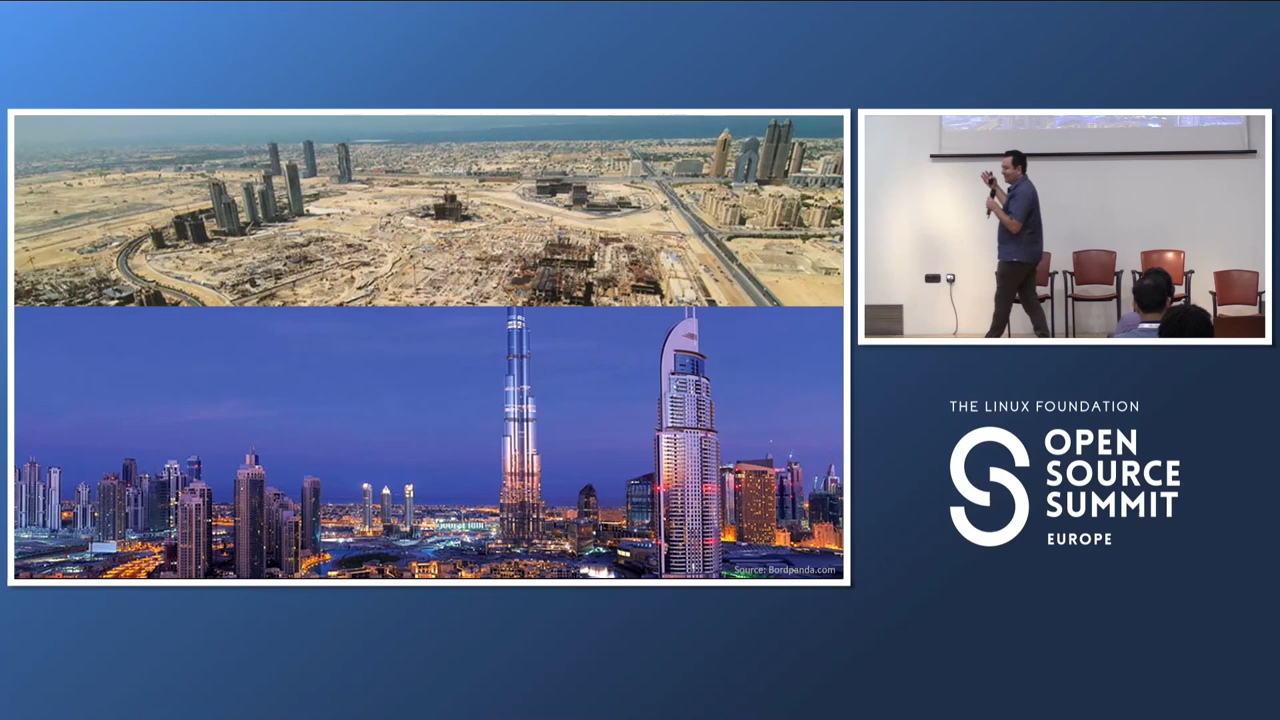 Source: Bordpanda.com
THE LINUX FOUNDATION
OPEN
SOURCE
SUMMIT
EUROPE